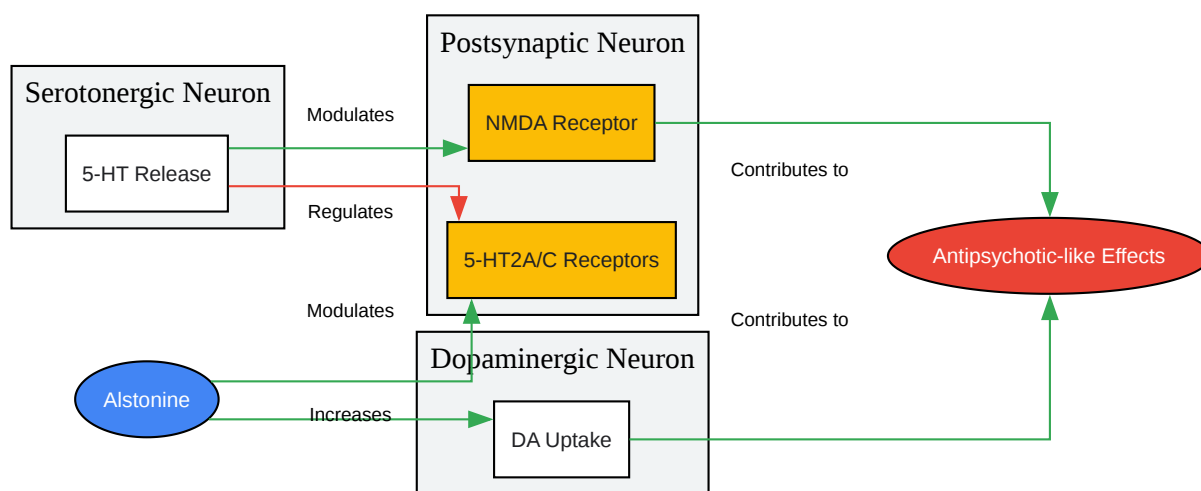 Postsynaptic Neuron
Serotonergic Neuron
Modulates
NMDA Receptor
5-HT Release
Contributes to
Regulates
5-HT2A/C Receptors
Antipsychotic-like Effects
Modulates
Contributes to
Dopaminergic Neuron
Alstonine
Increases
DA Uptake